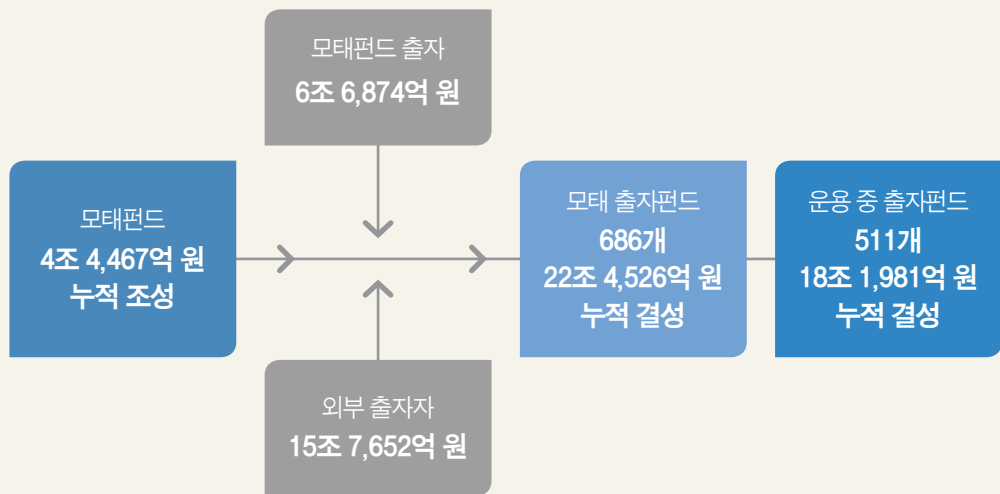 모태펀드 출자
6조 6,874억 원
모태펀드
4조 4,467억 원
누적 조성
모태 출자펀드
686개
22조 4,526억 원
누적 결성
운용 중 출자펀드
511개
18조 1,981억 원
누적 결성
외부 출자자
15조 7,652억 원